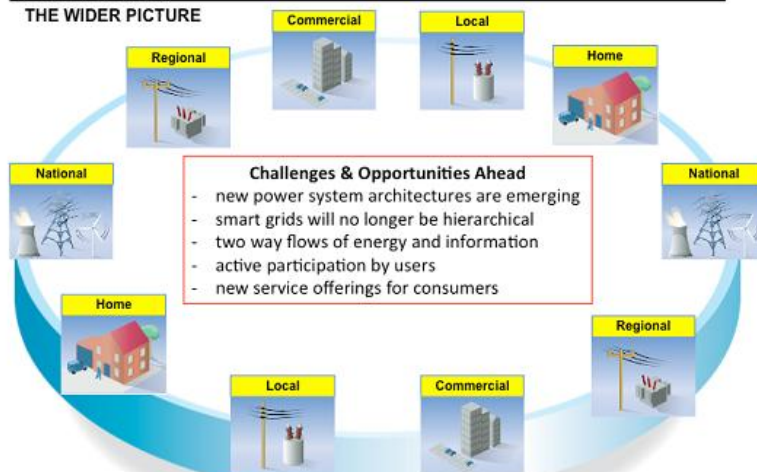 THE WIDER PICTURE
Commercial
Local
Regional
Home
National
National
Challenges & Opportunities Ahead
- new power system architectures are emerging
- smart grids will no longer be hierarchical
- two way flows of energy and information
- active participation by users
- new service offerings for consumers
Home
Regional
Local
Commercial